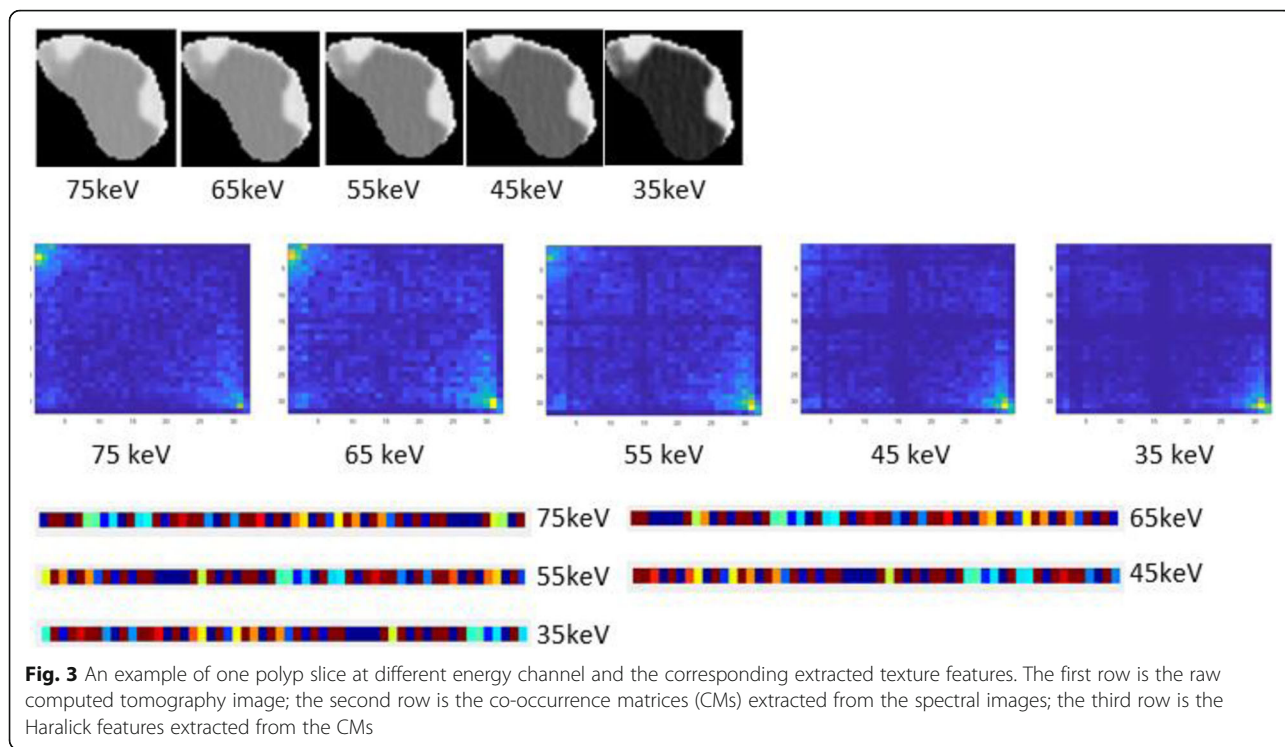 75keV
65keV
55keV
45keV
35keV
75 keV
65 keV
55 keV
45 keV
35 keV
75keV
65keV
55keV
45keV
35keV
Fig. 3 An example of one polyp slice at different energy channel and the corresponding extracted texture features. The first row is the raw
computed tomography image; the second row is the co-occurrence matrices (CMs) extracted from the spectral images; the third row is the
Haralick features extracted from the CMs